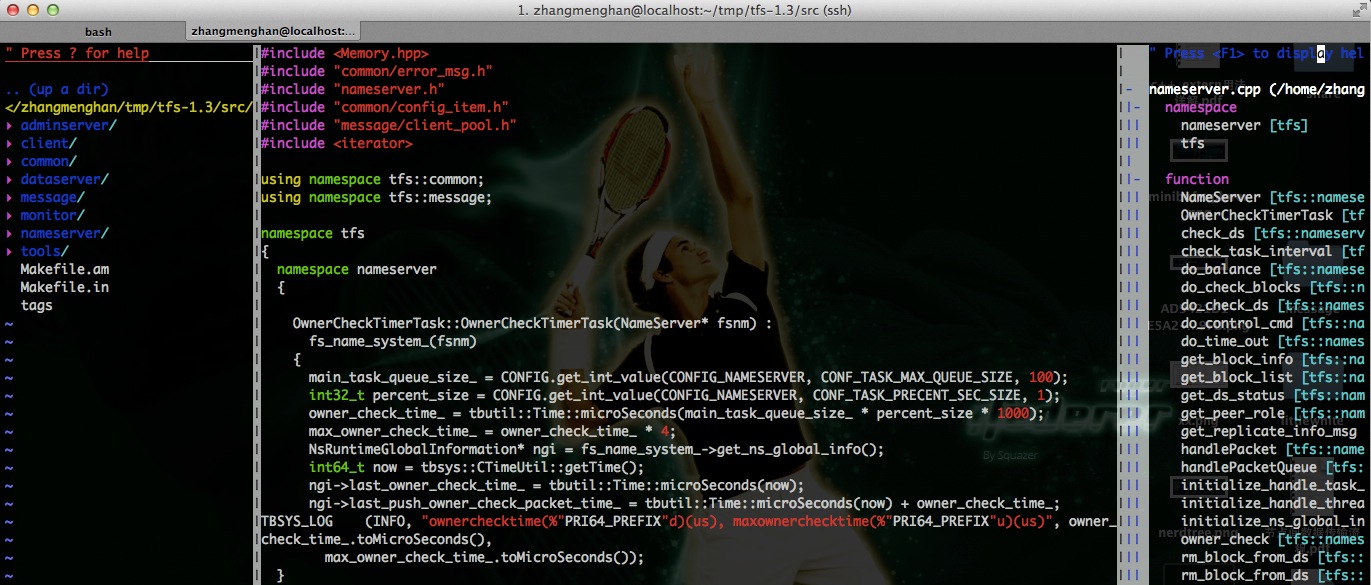 1. zhangmenghan@localhost:~/tmp/tfs-1.3/src (ssh)
bash
zhangmenghan@localhost:...
" Press ? for help
.. (up a dir)
</zhangmenghan/tmp/tfs-1.3/src/
▸ adminserver/
▸ client/
▸ common/
▸ dataserver/
▸ message/
▸ monitor/
▸ nameserver/
▸ tools/
Makefile.am
Makefile.in
tags
#include <Memory.hpp>
#include "common/error_msg.h"
#include "nameserver.h"
#include "common/config_item.h"
#include "message/client_pool.h"
#include <iterator>
using namespace tfs::common;
using namespace tfs::message;
namespace tfs
{
namespace nameserver
{
OwnerCheckTimerTask::OwnerCheckTimerTask(NameServer* fsnm) :
fs_name_system_(fsnm)
{
main_task_queue_size_ = CONFIG.get_int_value(CONFIG_NAMESERVER, CONF_TASK_MAX_QUEUE_SIZE, 100);
int32_t percent_size = CONFIG.get_int_value(CONFIG_NAMESERVER, CONF_TASK_PRECENT_SEC_SIZE, 1);
owner_check_time_ = tbutil::Time::microSeconds(main_task_queue_size_ * percent_size * 1000);
max_owner_check_time_ = owner_check_time_ * 4;
NsRuntimeGlobalInformation* ngi = fs_name_system_->get_ns_global_info();
int64_t now = tbsys::CTimeUtil::getTime();
ngi->last_owner_check_time_ = tbutil::Time::microSeconds(now);
ngi->last_push_owner_check_packet_time_ = tbutil::Time::microSeconds(now) + owner_check_time_;
TBSYS_LOG (INFO, "ownerchecktime(%"PRI64_PREFIX"d)(us), maxownerchecktime(%"PRI64_PREFIX"u)(us)", owner_
check_time_.toMicroSeconds(),
max_owner_check_time_.toMicroSeconds());
}
" Press <F1> to display hel
nameserver.cpp (/home/zhang
namespace
nameserver [tfs]
tfs
function
NameServer [tfs::namese
OwnerCheckTimerTask [tf
check_ds [tfs::nameserv
check_task_interval [tf
do_balance [tfs::namese
do_check_blocks [tfs::n
do_check_ds [tfs::names
do_control_cmd [tfs::na
do_time_out [tfs::names
get_block_info [tfs::na
get_block_list [tfs::na
get_ds_status [tfs::nam
get_peer_role [tfs::nam
get_replicate_info_msg
handlePacket [tfs::name
handlePacketQueue [tfs:
initialize_handle_task_
initialize_handle_threa
initialize_ns_global_in
owner_check [tfs::names
rm_block_from_ds [tfs::
rm_block_from_ds [tfs::
By Squazer